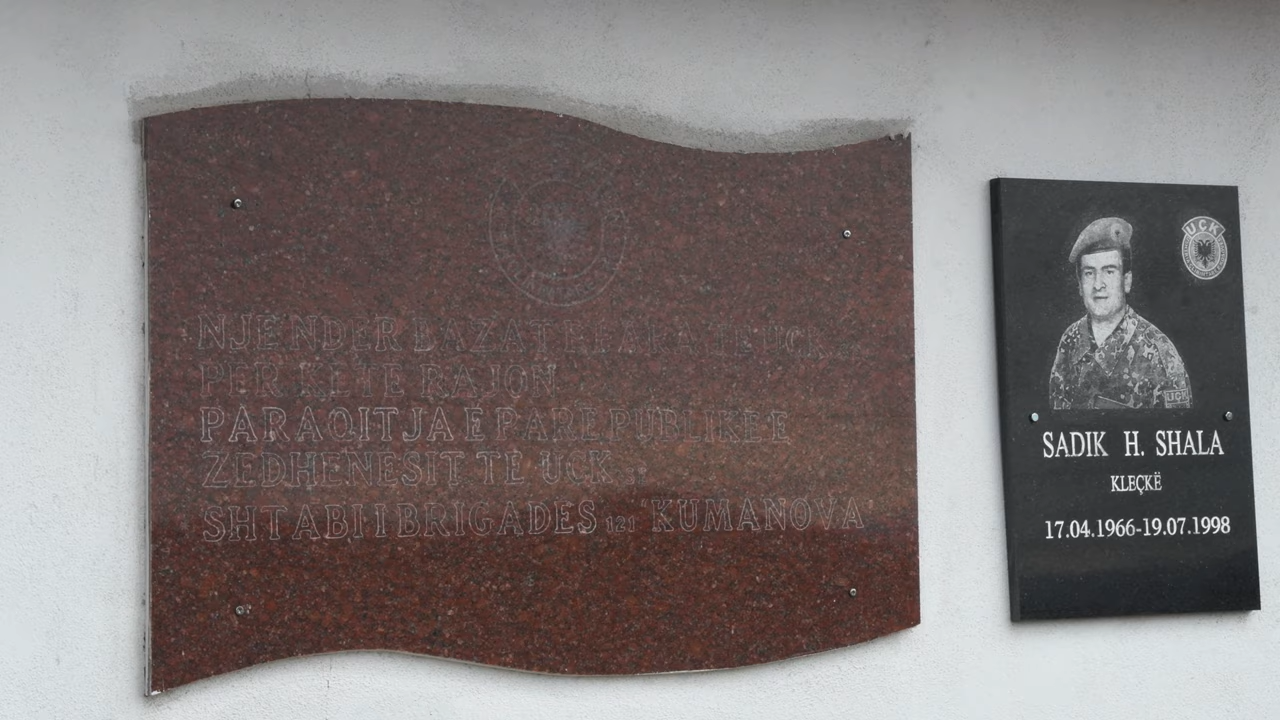 NJE NDER BAZAT E PARA TE UCK
PER KETE RAJON
PARAQITJA E PARE PUBLIKE E
ZEDHENESIT TE UCK
SHTABI I BRIGADES 121 KUMANOVA
UÇK
UÇK
SADIK H. SHALA
KLEÇKË
17.04.1966-19.07.1998